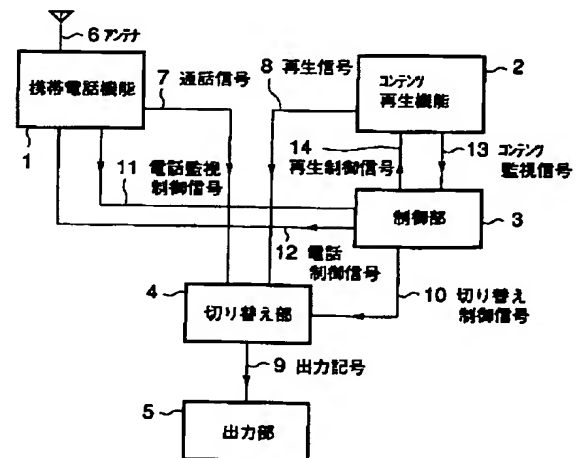 6 アンテナ
携帯電話機能
1
7 通話信号
8 再生信号
コンテンツ
再生機能
2
14
再生制御信号
13 コンテンツ
監視信号
11 電話監視
制御信号
制御部
3
12 電話
制御信号
4
切り替え部
10 切り替え
制御信号
9 出力記号
5
出力部